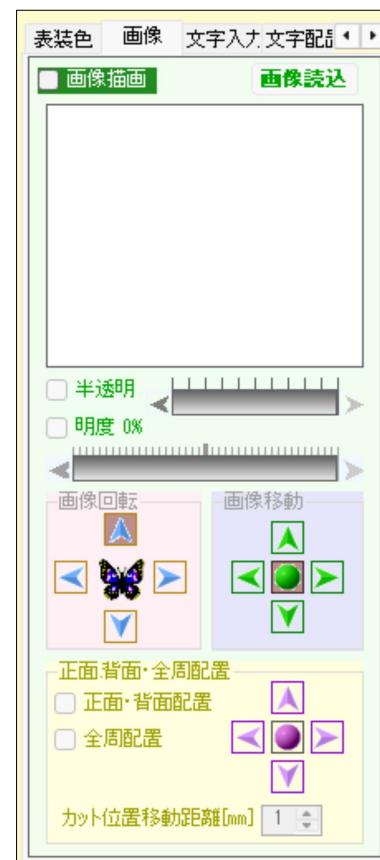 表装色 画像 文字入力 文字配
画像描画 画像読込
半透明
明度 0%
画像回転 画像移動
正面.背面・全周配置
正面・背面配置
全周配置
カット位置移動距離[mm] 1